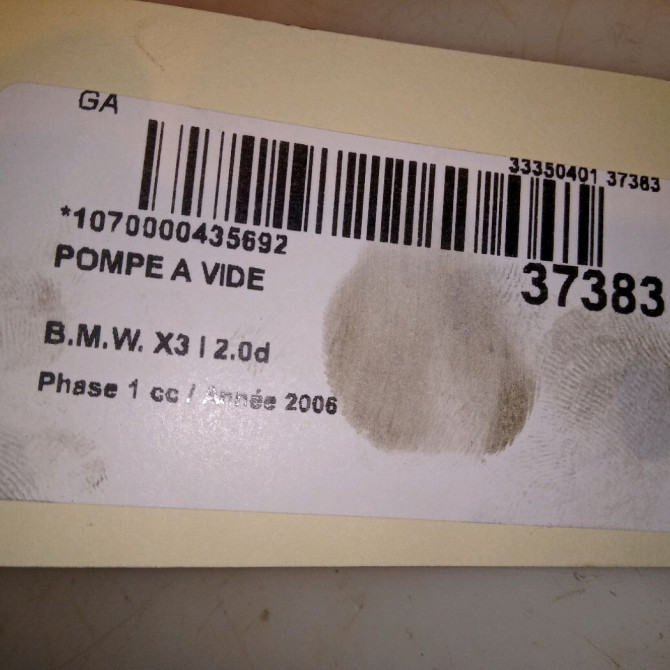 GA
33350401 37383
*1070000435692
37383
POMPE A VIDE
B.M.W. X3 I 2.0d
Phase 1 cc / Année 2006